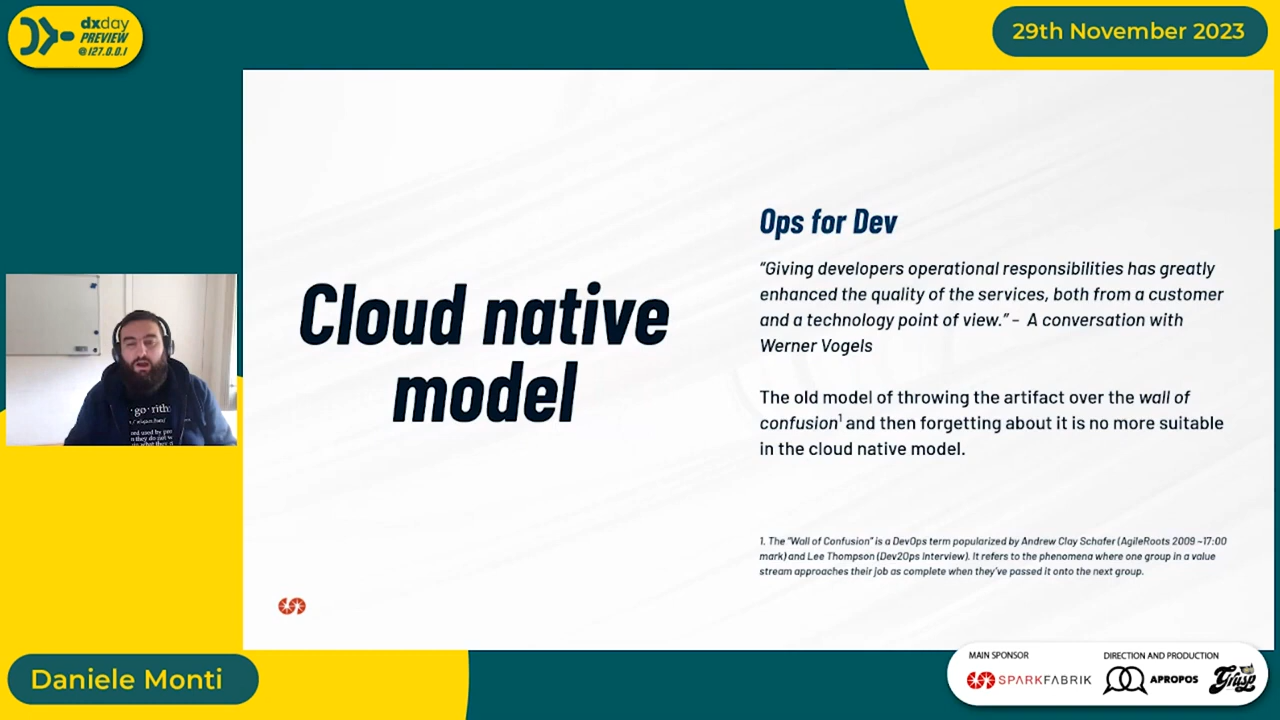 dxday
PREVIEW
@127.0.0.1
29th November 2023
Cloud native
model
Ops for Dev
“Giving developers operational responsibilities has greatly
enhanced the quality of the services, both from a customer
and a technology point of view.” – A conversation with
Werner Vogels
The old model of throwing the artifact over the wall of
confusion¹ and then forgetting about it is no more suitable
in the cloud native model.
1. The “Wall of Confusion” is a DevOps term popularized by Andrew Clay Schafer (AgileRoots 2009 ~17:00
mark) and Lee Thompson (Dev2Ops Interview). It refers to the phenomena where one group in a value
stream approaches their job as complete when they’ve passed it onto the next group.
·go·rith
Daniele Monti
MAIN SPONSOR
SPARKFABRIK
DIRECTION AND PRODUCTION
APROPOS
Grusp